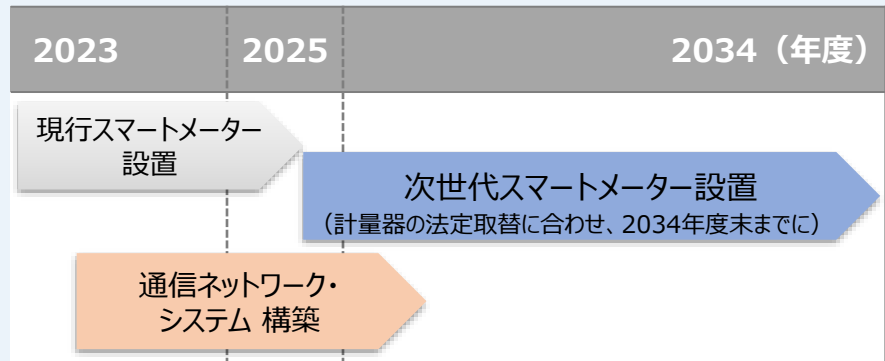 2023 2025 2034（年度）
現行スマートメーター
設置
次世代スマートメーター設置
（計量器の法定取替に合わせ、2034年度末までに）
通信ネットワーク・
システム 構築